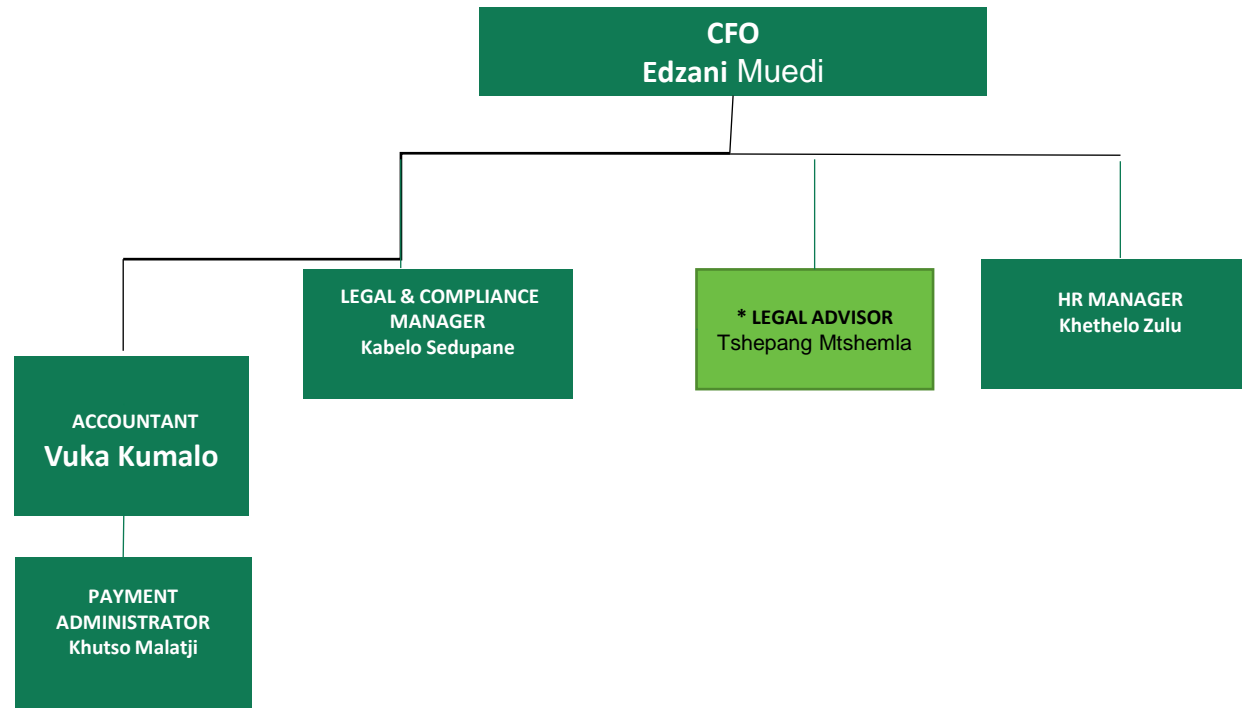 CFO
Edzani Muedi
LEGAL & COMPLIANCE
MANAGER
Kabelo Sedupane
* LEGAL ADVISOR
Tshepang Mtshemla
HR MANAGER
Khethelo Zulu
ACCOUNTANT
Vuka Kumalo
PAYMENT
ADMINISTRATOR
Khutso Malatji